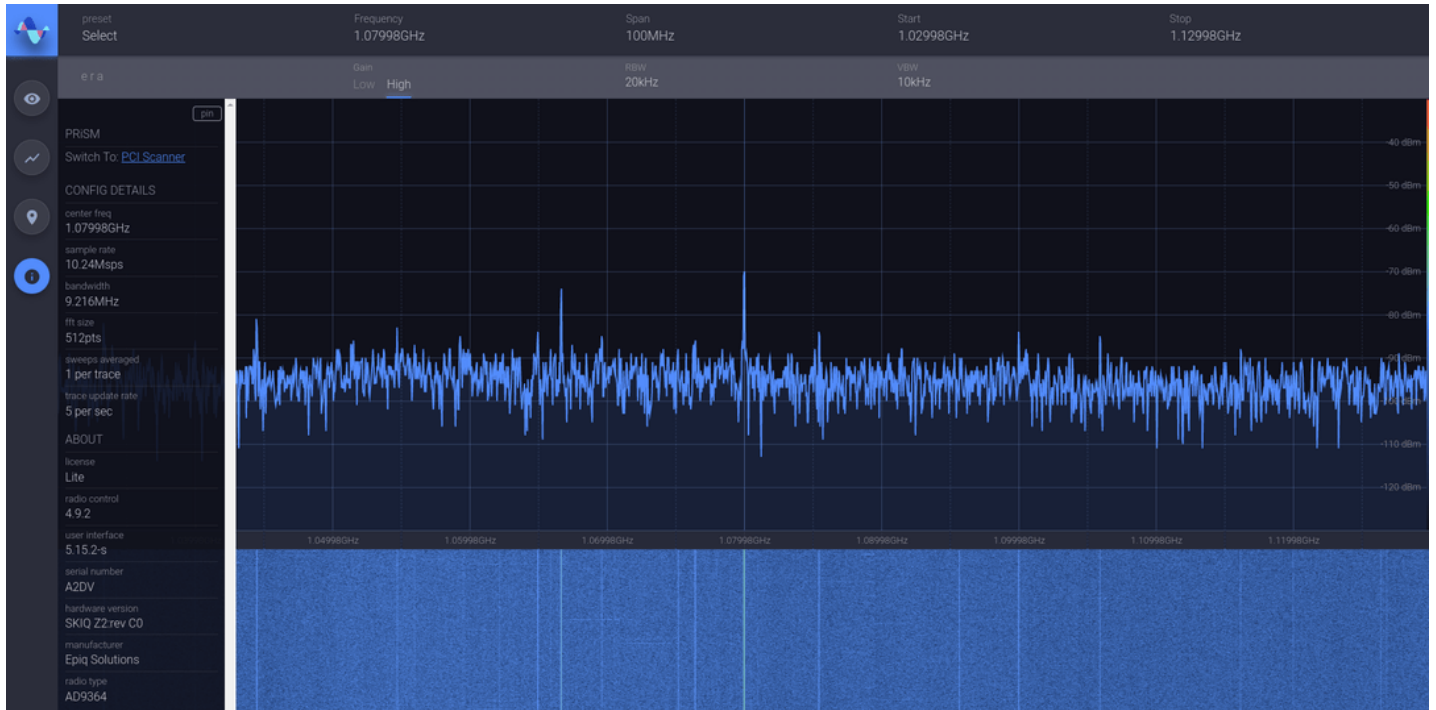 preset Frequency Span Start Stop
Select 1.07998GHz 100MHz 1.02998GHz 1.12998GHz
era Gain RBW VBW
Low High 20kHz 10kHz
pin
PRiSM
Switch To: PCI Scanner
CONFIG DETAILS
center freq
1.07998GHz
sample rate
10.24Msps
bandwidth
9.216MHz
fft size
512pts
sweeps averaged
1 per trace
trace update rate
5 per sec
ABOUT
license
Lite
radio control
4.9.2
user interface
5.15.2-s
serial number
A2DV
hardware version
SKIQ Z2:rev C0
manufacturer
Epiq Solutions
radio type
AD9364
-40 dBm
-50 dBm
-60 dBm
-70 dBm
-80 dBm
-90 dBm
-100 dBm
-110 dBm
-120 dBm
1.04998GHz 1.05998GHz 1.06998GHz 1.07998GHz 1.08998GHz 1.09998GHz 1.10998GHz 1.11998GHz